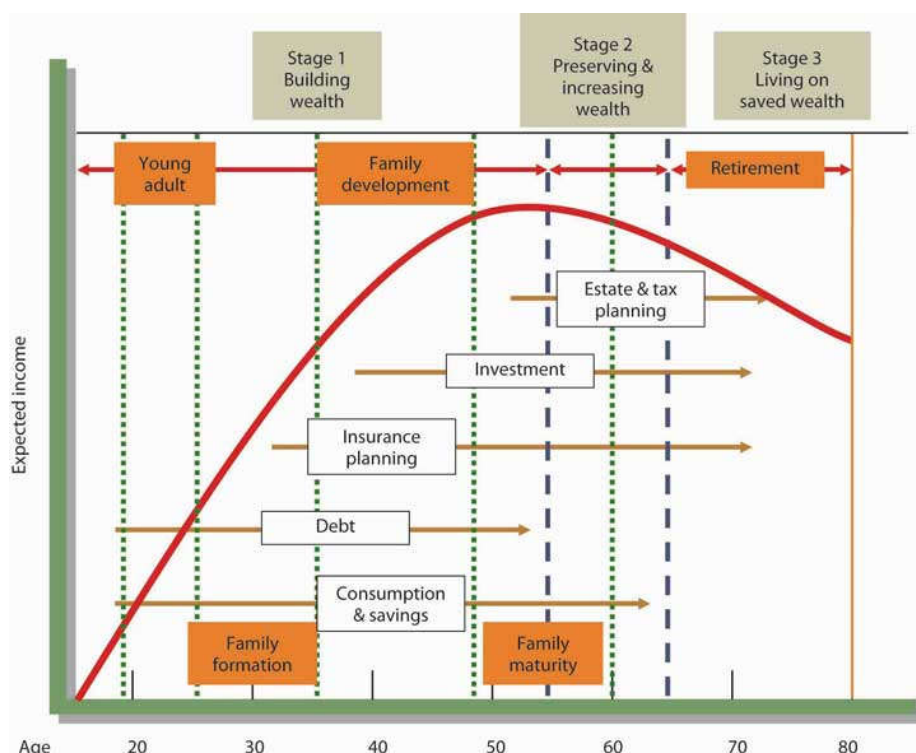 Stage 1
Building
wealth
Stage 2
Preserving &
increasing
wealth
Stage 3
Living on
saved wealth
Young
adult
Family
development
Retirement
Estate & tax
planning
Investment
Insurance
planning
Debt
Consumption
& savings
Family
formation
Family
maturity
Expected income
Age 20 30 40 50 60 70 80